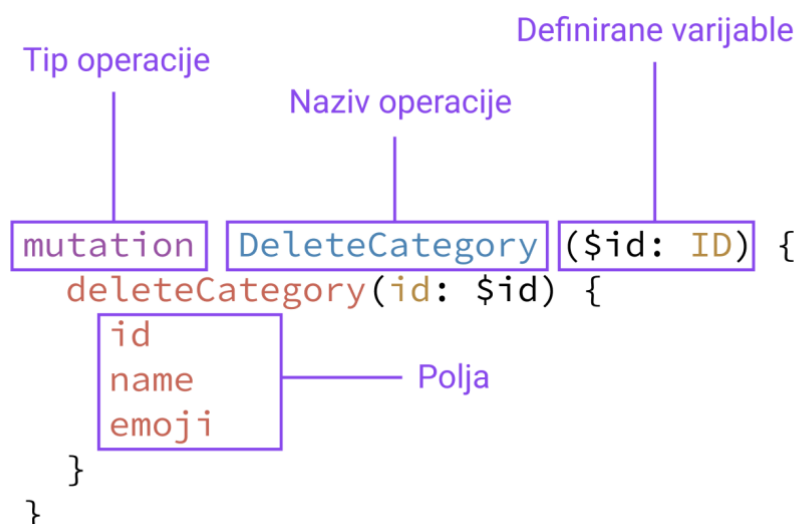 Definirane varijable
Tip operacije
Naziv operacije
mutation DeleteCategory ($id: ID) {
deleteCategory(id: $id) {
id
name
emoji
Polja
}
}